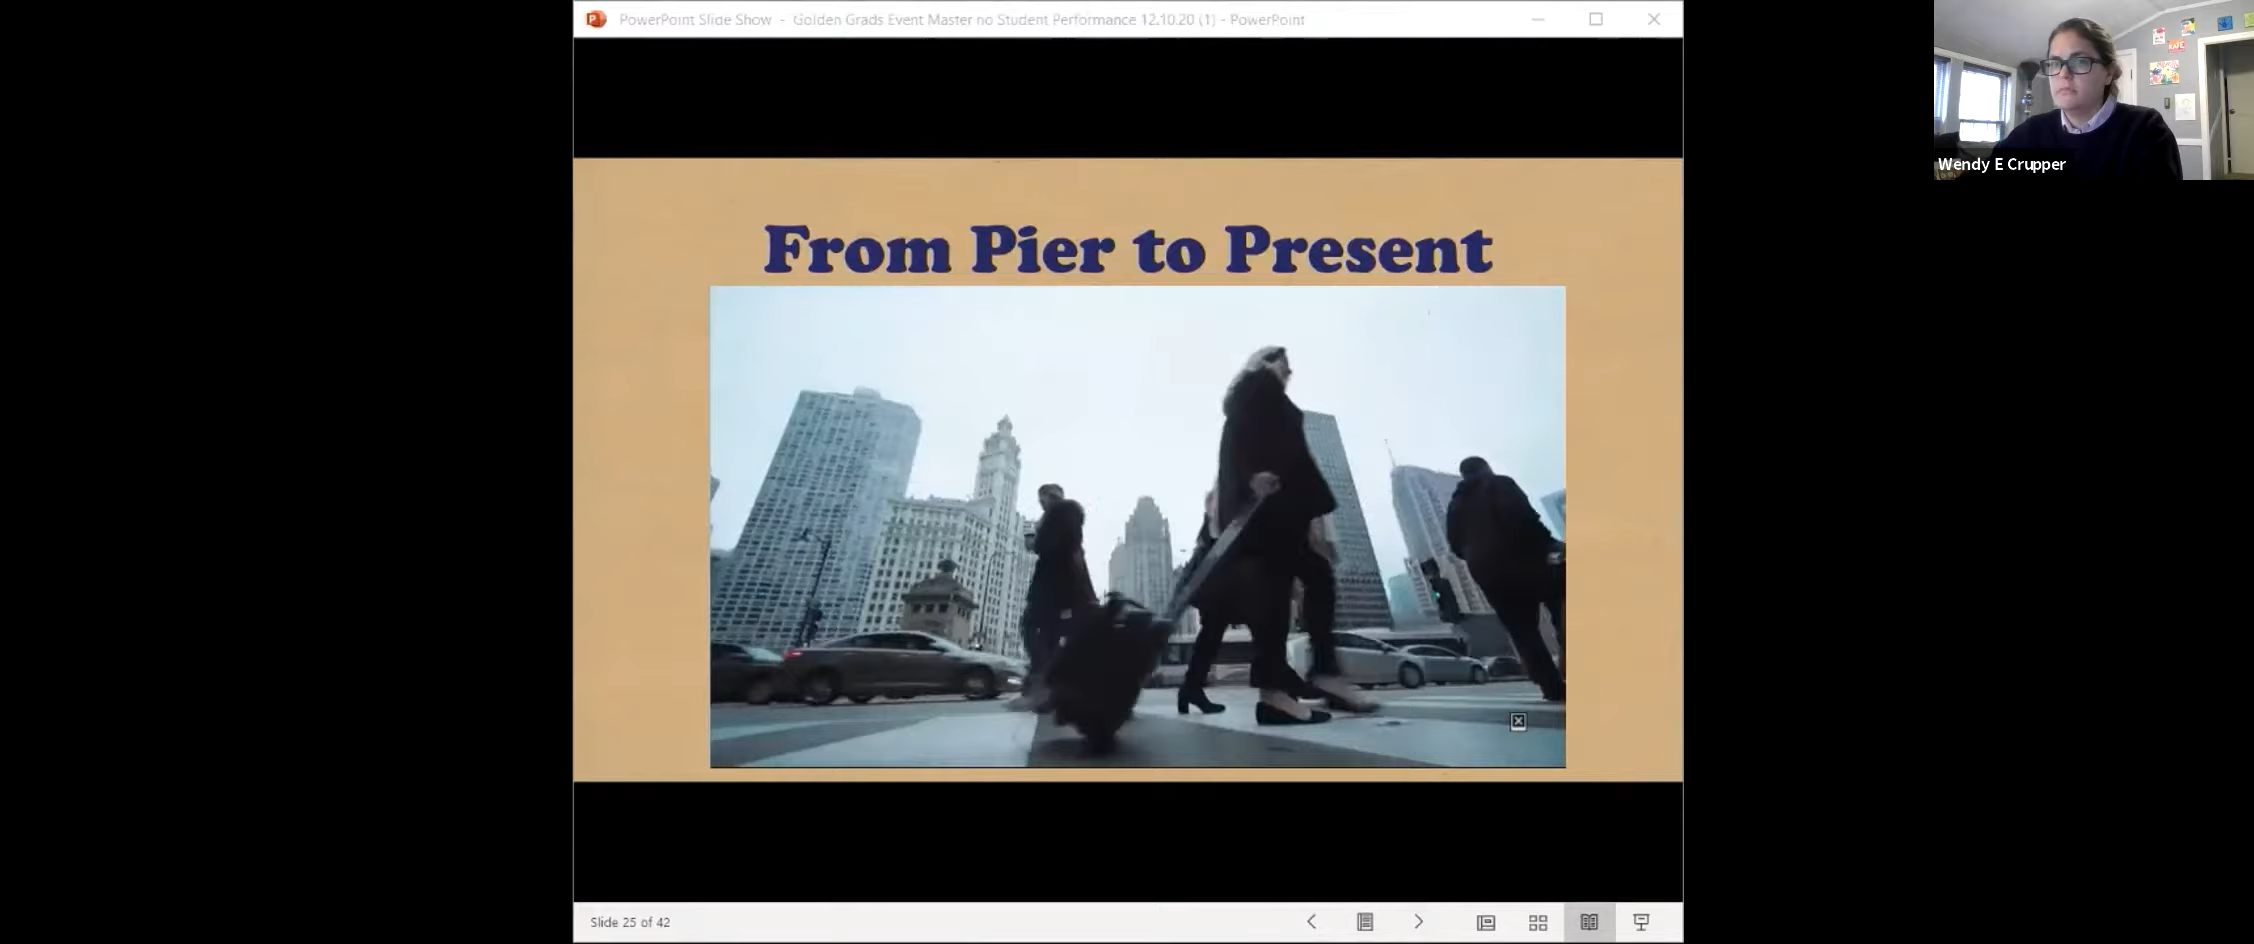 PowerPoint Slide Show - Golden Grads Event Master no Student Performance 12.10.20 (1) - PowerPoint
From Pier to Present
Wendy E Crupper
Slide 25 of 42